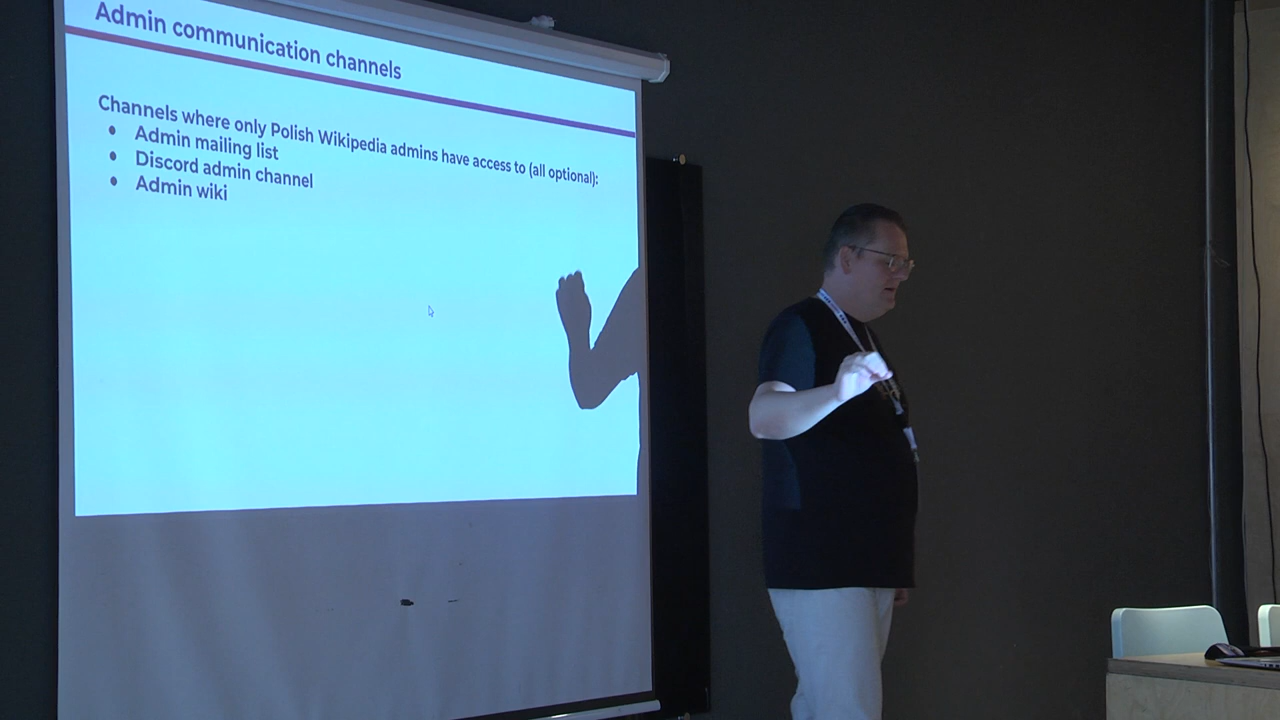 Admin communication channels
Channels where only Polish Wikipedia admins have access to (all optional):
• Admin mailing list
• Discord admin channel
• Admin wiki